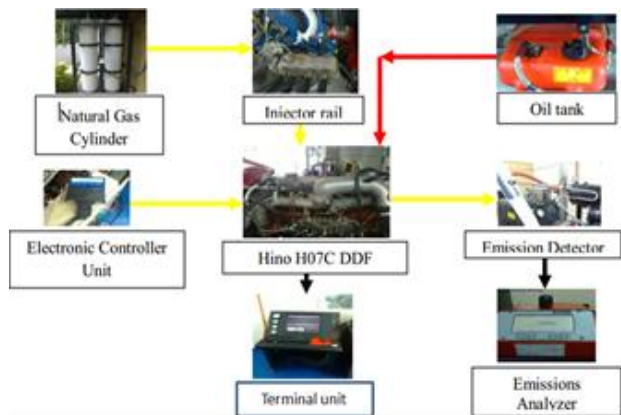 Natural Gas
Cylinder
Injector rail
Oil tank
Electronic Controller
Unit
Hino H07C DDF
Emission Detector
Terminal unit
Emissions
Analyzer